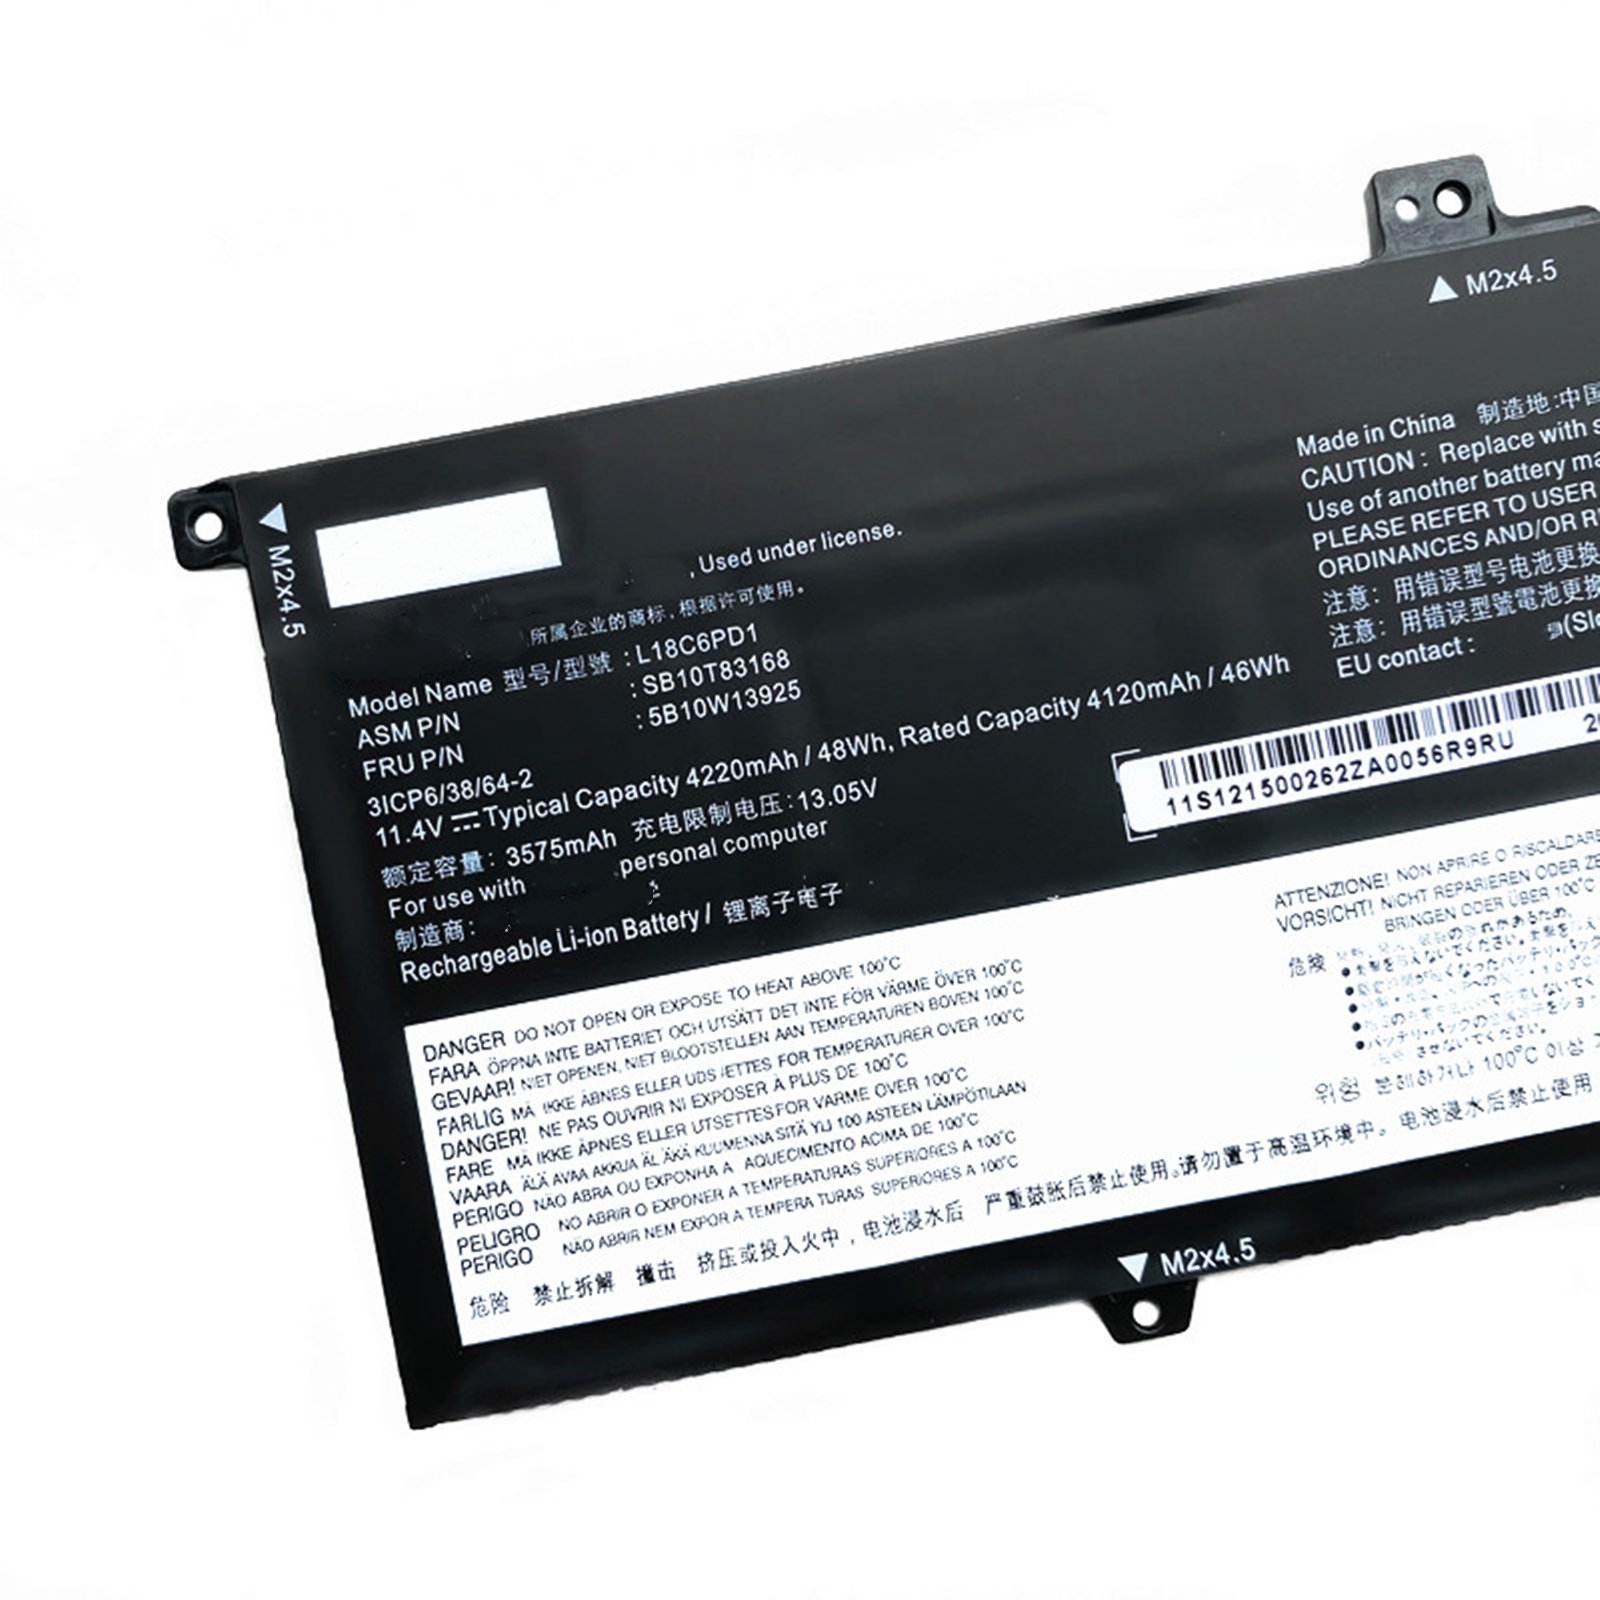 M2x4.5
M2x4.5
, Used under license.
所属企业的商标, 根据许可使用。
Model Name 型号/型號 : L18C6PD1
ASM P/N : SB10T83168
FRU P/N : 5B10W13925
3ICP6/38/64-2
11.4V ⎓ Typical Capacity 4220mAh / 48Wh, Rated Capacity 4120mAh / 46Wh
额定容量: 3575mAh 充电限制电压:13.05V
For use with personal computer
制造商:
Rechargeable Li-ion Battery / 锂离子电子
Made in China 制造地:中国
CAUTION : Replace with
Use of another battery
PLEASE REFER TO USER
ORDINANCES AND/OR
注意: 用错误型号电池更换
注意: 用錯誤型號電池更换
EU contact :
11S121500262ZA0056R9RU
DANGER DO NOT OPEN OR EXPOSE TO HEAT ABOVE 100°C
FARA ÖPPNA INTE BATTERIET OCH UTSÄTT DET INTE FÖR VÄRME ÖVER 100°C
GEVAAR! NIET OPENEN, NIET BLOOTSTELLEN AAN TEMPERATUREN BOVEN 100°C
FARLIG MÅ IKKE ÅBNES ELLER UDSÆTTES FOR TEMPERATURER OVER 100°C
DANGER! NE PAS OUVRIR NI EXPOSER À PLUS DE 100°C
FARE MÅ IKKE ÅPNES ELLER UTSETTES FOR VARME OVER 100°C
VAARA ÄLÄ AVAA AKKUA ÄLÄKÄ KUUMENNA SITÄ YLI 100 ASTEEN LÄMPÖTILAAN
PERIGO NÃO ABRA OU EXPONHA A AQUECIMENTO ACIMA DE 100°C
PELIGRO NO ABRIR O EXPONER A TEMPERATURAS SUPERIORES A 100°C
PERIGO NÃO ABRIR NEM EXPOR A TEMPERA TURAS SUPERIORES A 100°C
危险 禁止拆解 撞击 挤压或投入火中, 电池浸水后 严重鼓胀后禁止使用。请勿置于高温环境中。电池浸水后禁止使用
ATTENZIONE! NON APRIRE O RISCALDARE
VORSICHT! NICHT REPARIEREN ODER
BRINGEN ODER ÜBER 100°C
危険
위험 분해하거나 100°C 이상
M2x4.5